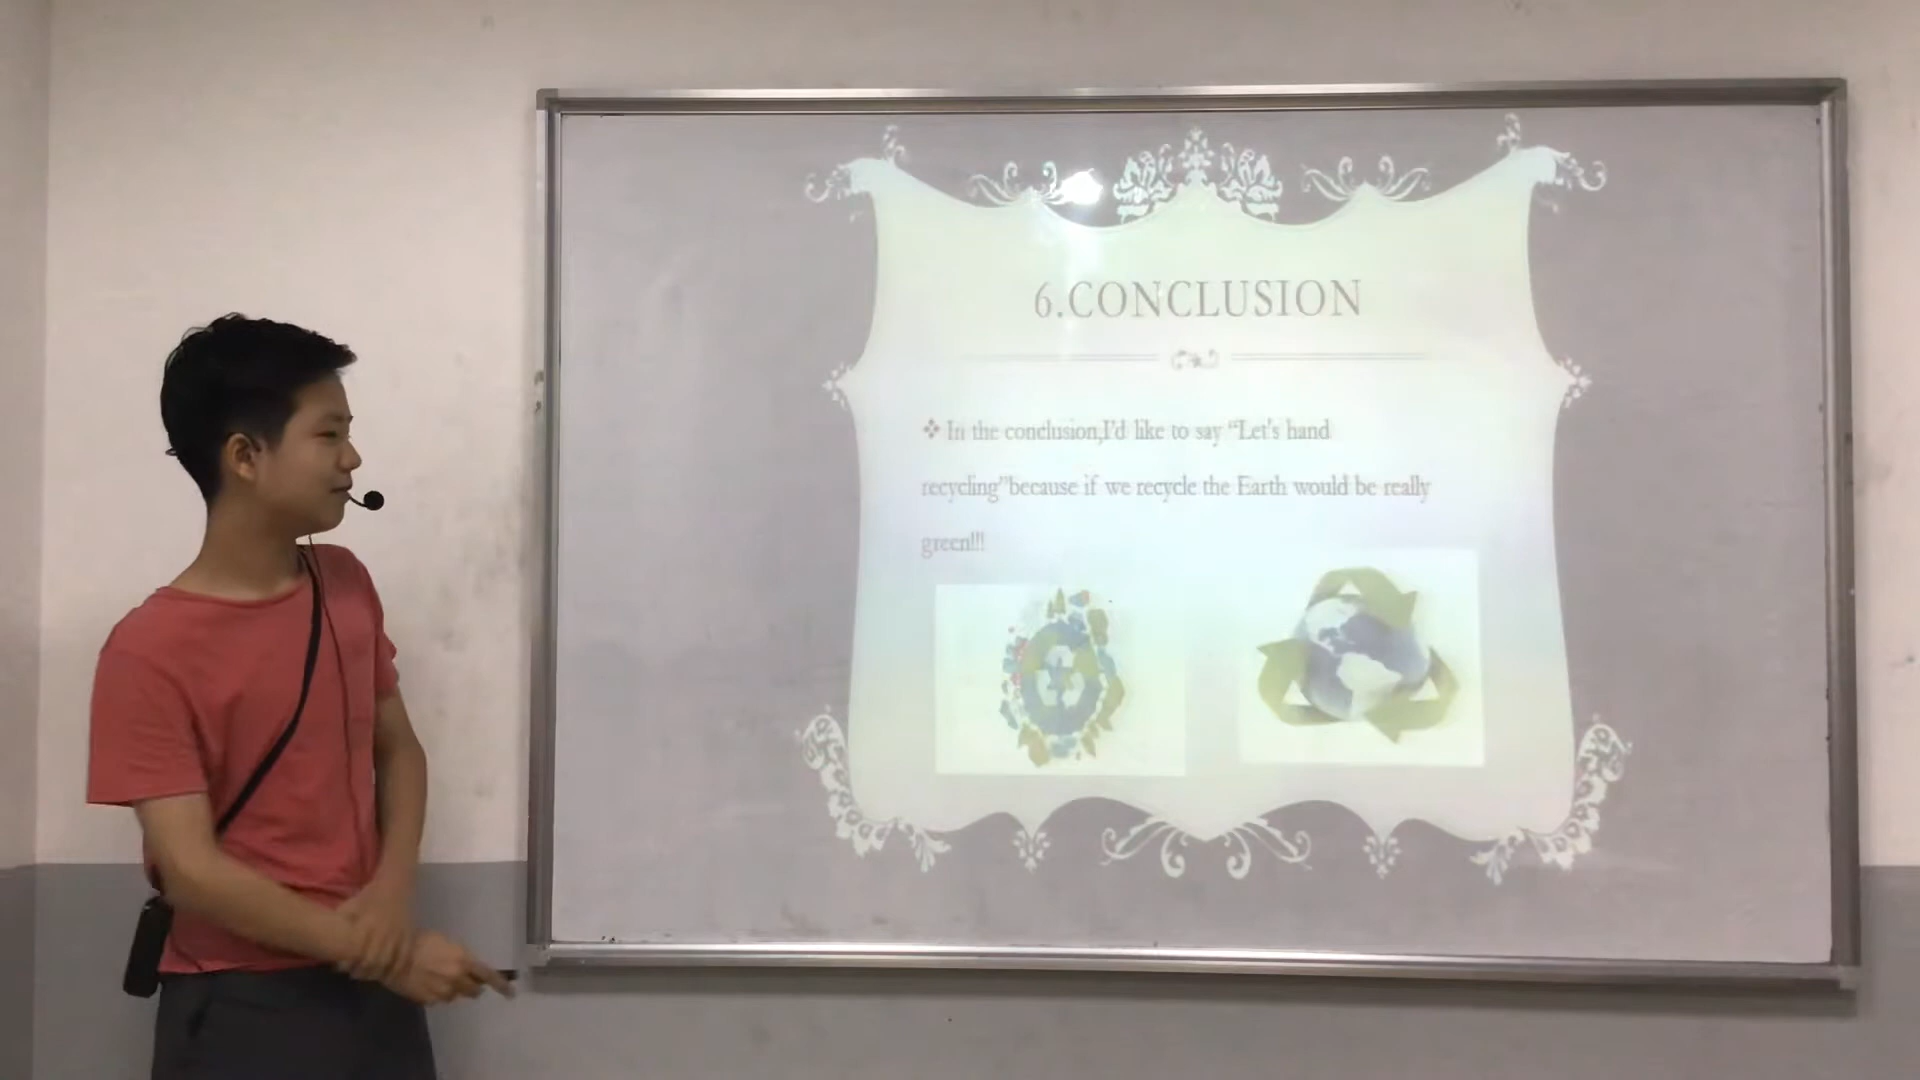 6.CONCLUSION
❖ In the conclusion,I'd like to say “Let's hand
recycling”because if we recycle the Earth would be really
green!!!